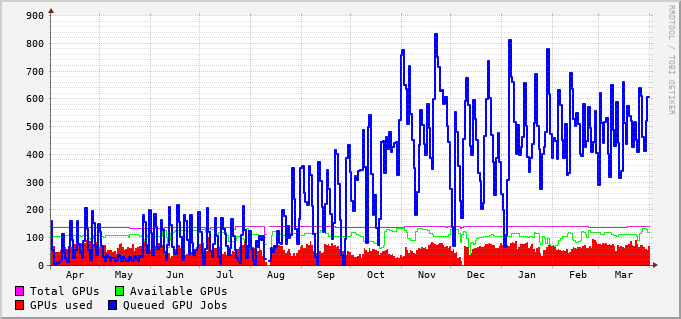 900
800
700
600
500
400
300
200
100
0
Apr May Jun Jul Aug Sep Oct Nov Dec Jan Feb Mar
Total GPUs Available GPUs
GPUs used Queued GPU Jobs
RRDTOOL / TOBI OETIKER